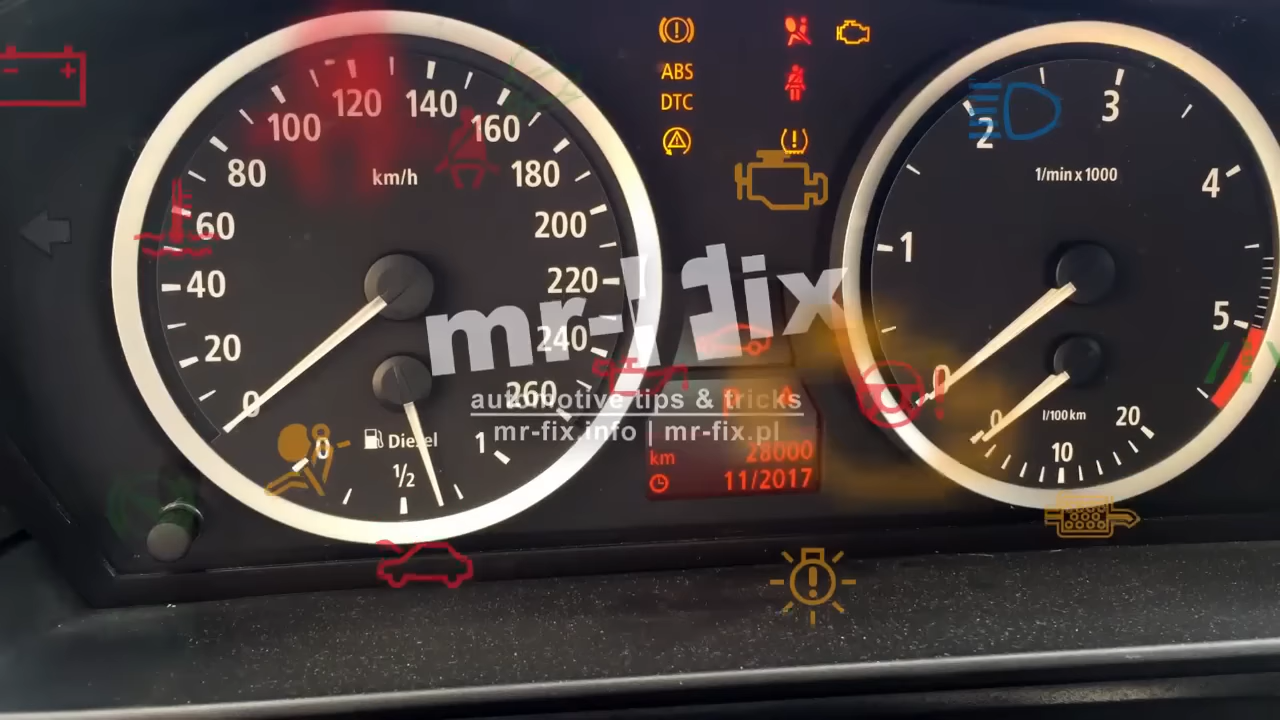 ABS
DTC
120 140
100 160
80 180
km/h
60 200
40 220
20 240
0 260
Diesel
0 1/2 1
2 3
1/min x 1000
4
1
5
0
l/100 km
0 10 20
mr-fix
automotive tips & tricks
mr-fix.info | mr-fix.pl
km 28000
11/2017